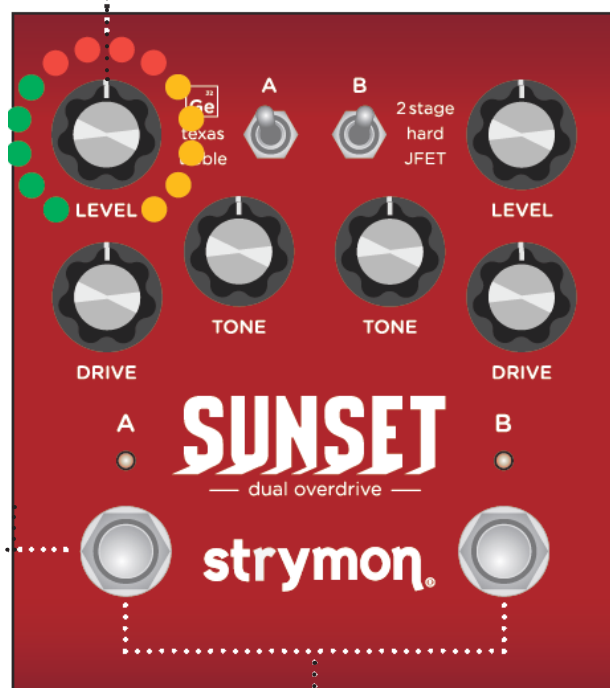 A
B
32
Ge
texas
2 stage
hard
JFET
LEVEL
LEVEL
TONE
TONE
DRIVE
DRIVE
A
B
SUNSET
dual overdrive
strymon®